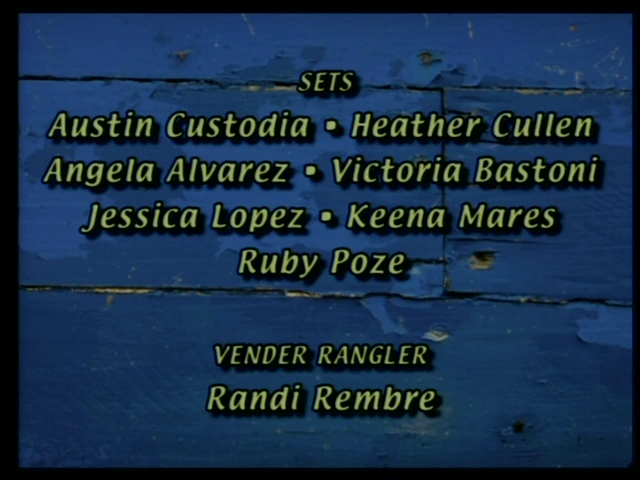 SETS
Austin Custodia ▪ Heather Cullen
Angela Alvarez ▪ Victoria Bastoni
Jessica Lopez ▪ Keena Mares
Ruby Poze
VENDER RANGLER
Randi Rembre